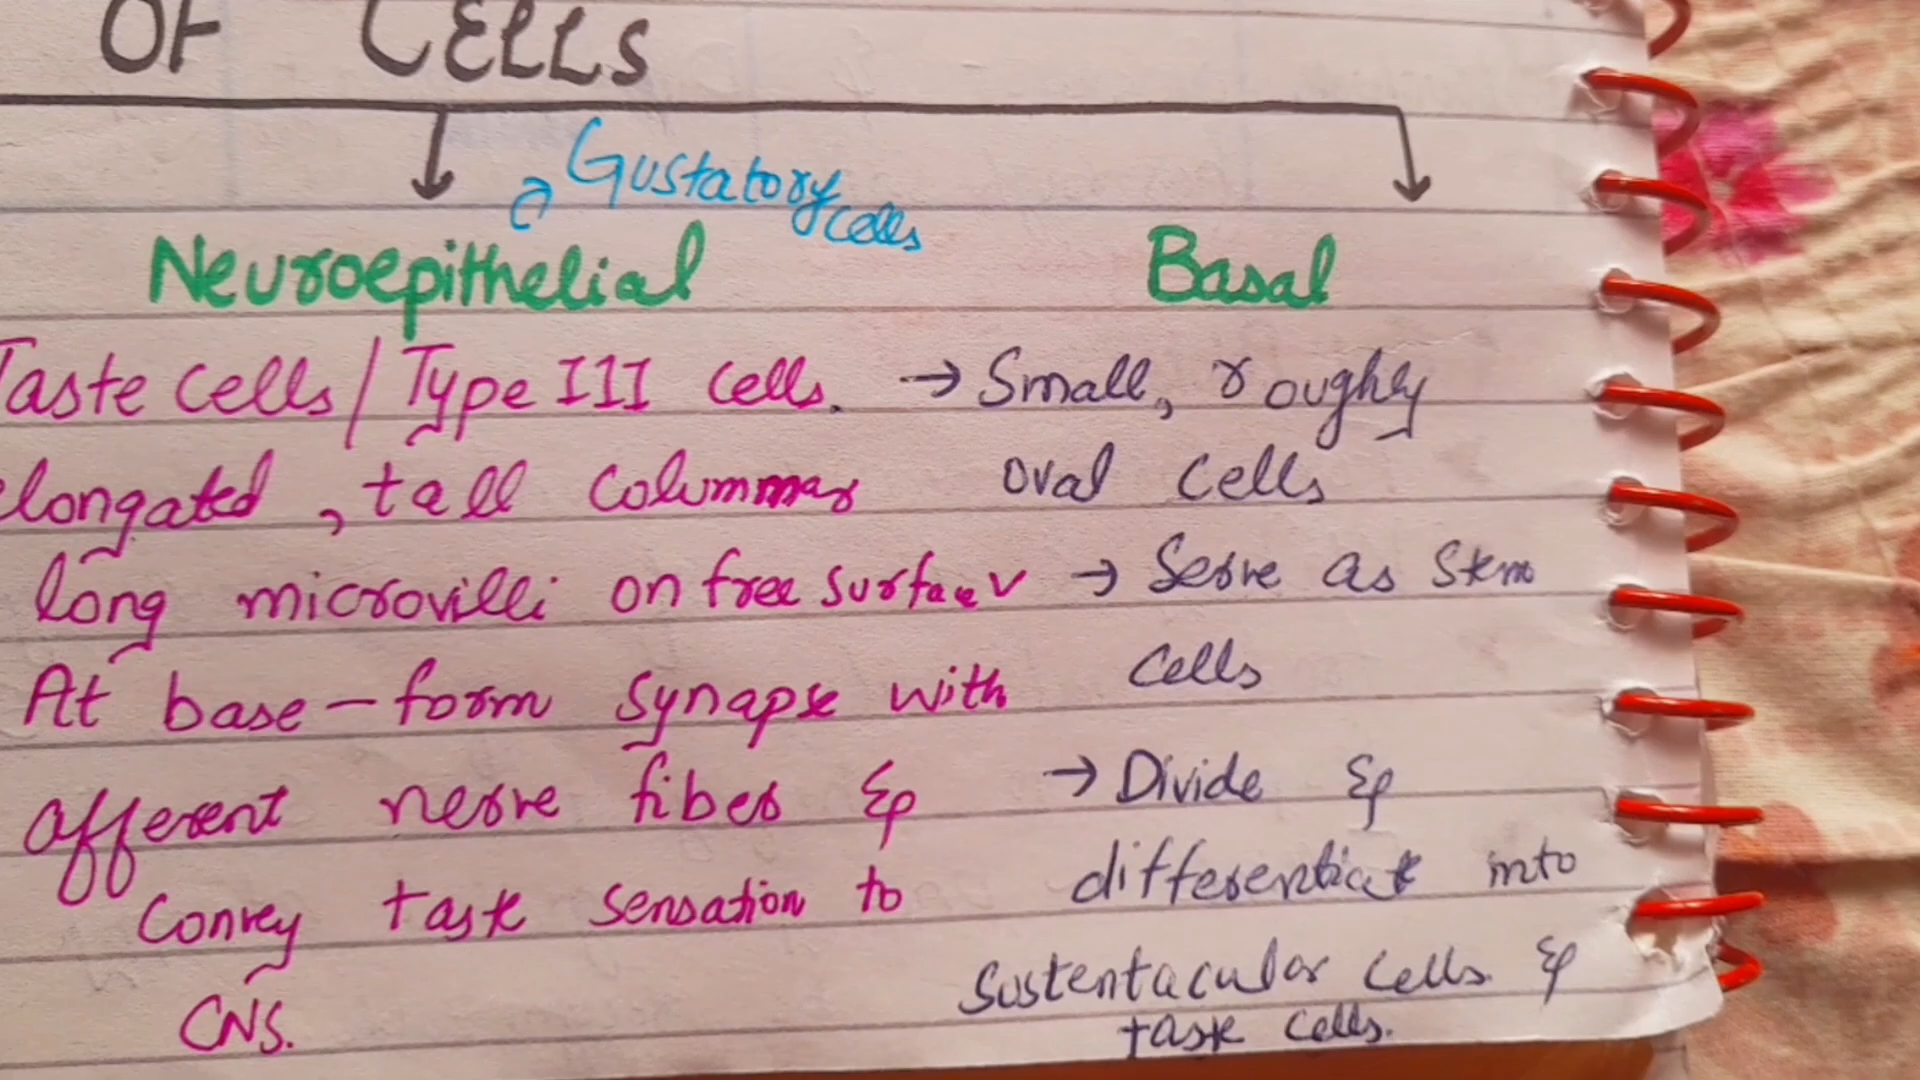 OF CELLS
Gustatory
cells
Neuroepithelial
Taste cells / Type III cells.
elongated, tall columnar
long microvilli on free surface
At base - form synapse with
afferent nerve fiber &
Convey taste sensation to
CNS.
Basal
→ Small, roughly
oval cells
→ Serve as stem
cells
→ Divide &
differentiate into
Sustentacular cells &
taste cells.